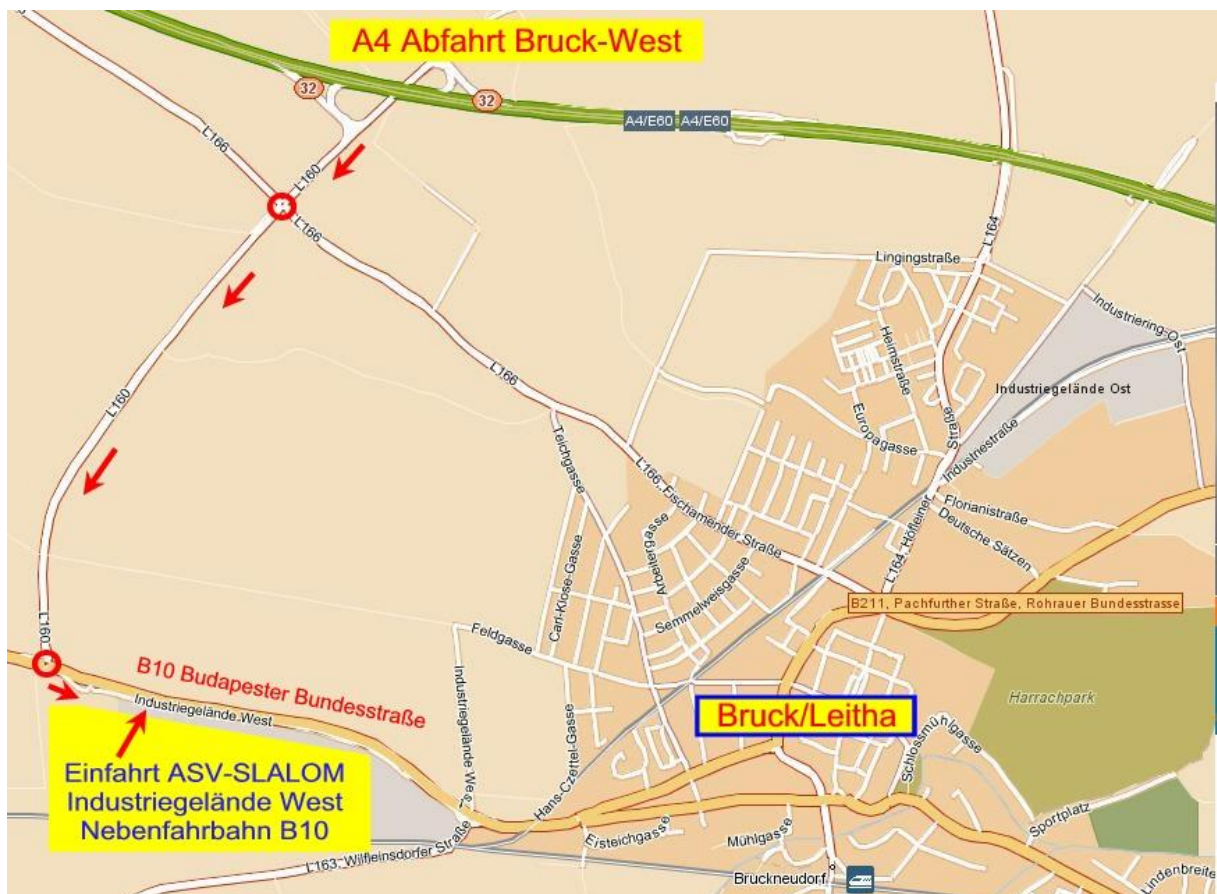 A4 Abfahrt Bruck-West
32
32
A4/E60
A4/E60
L166
L160
L166
L164
Lingingstraße
Industriering-Ost
Heimstraße
L166
Industriegelände Ost
L160
Europagasse
Straße
Teichgasse
Industriestraße
L166, Fischamender Straße
Florianistraße
Deutsche Sätzen
L164, Höfleiner
Arbeitergasse
Carl-Klose-Gasse
Semmelweisgasse
B211, Pachfurther Straße, Rohrauer Bundesstrasse
L160
Feldgasse
B10 Budapester Bundesstraße
Industriegelände West
Industriegelände West
Harrachpark
Bruck/Leitha
Schlossmühlgasse
Hans-Czettel-Gasse
Einfahrt ASV-SLALOM
Industriegelände West
Nebenfahrbahn B10
L163, Wilfleinsdorfer Straße
Eisteichgasse
Mühlgasse
Sportplatz
Bruckneudorf
Lindenbreite